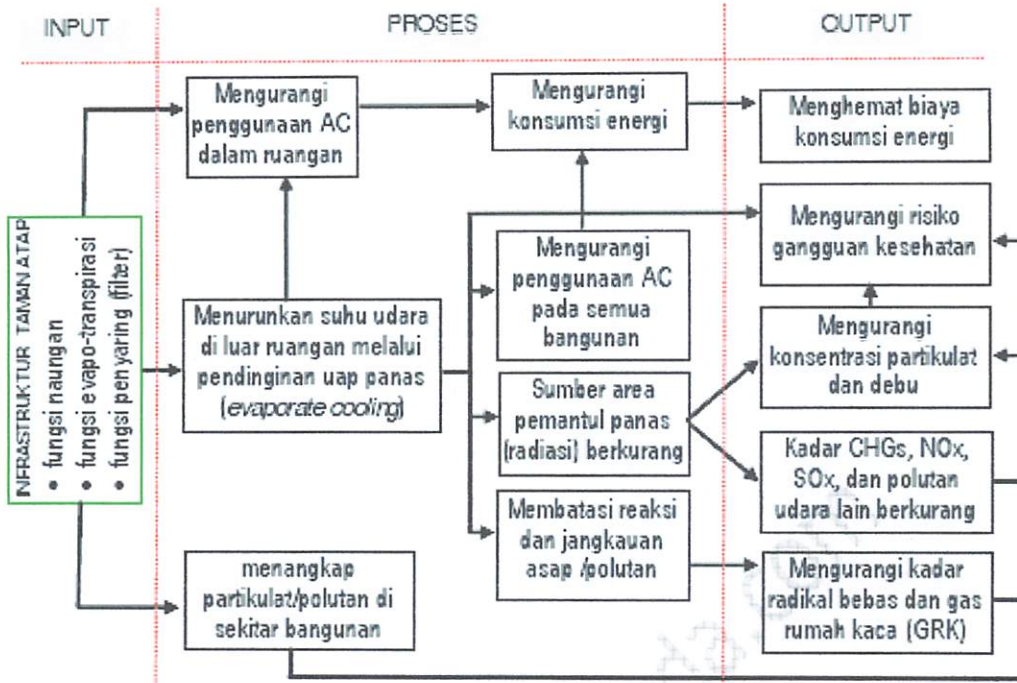 INPUT
PROSES
OUTPUT
INFRASTRUKTUR TAMAN ATAP
• fungsi naungan
• fungsi evapo-transpirasi
• fungsi penyaring (filter)
Mengurangi
penggunaan AC
dalam ruangan
Mengurangi
konsumsi energi
Menghemat biaya
konsumsi energi
Menurunkan suhu udara
di luar ruangan melalui
pendinginan uap panas
(evaporate cooling)
Mengurangi
penggunaan AC
pada semua
bangunan
Mengurangi risiko
gangguan kesehatan
Sumber area
pemantul panas
(radiasi) berkurang
Mengurangi
konsentrasi partikulat
dan debu
Kadar CHGs, NOx,
SOx, dan polutan
udara lain berkurang
Membatasi reaksi
dan jangkauan
asap /polutan
Mengurangi kadar
radikal bebas dan gas
rumah kaca (GRK)
menangkap
partikulat/polutan di
sekitar bangunan